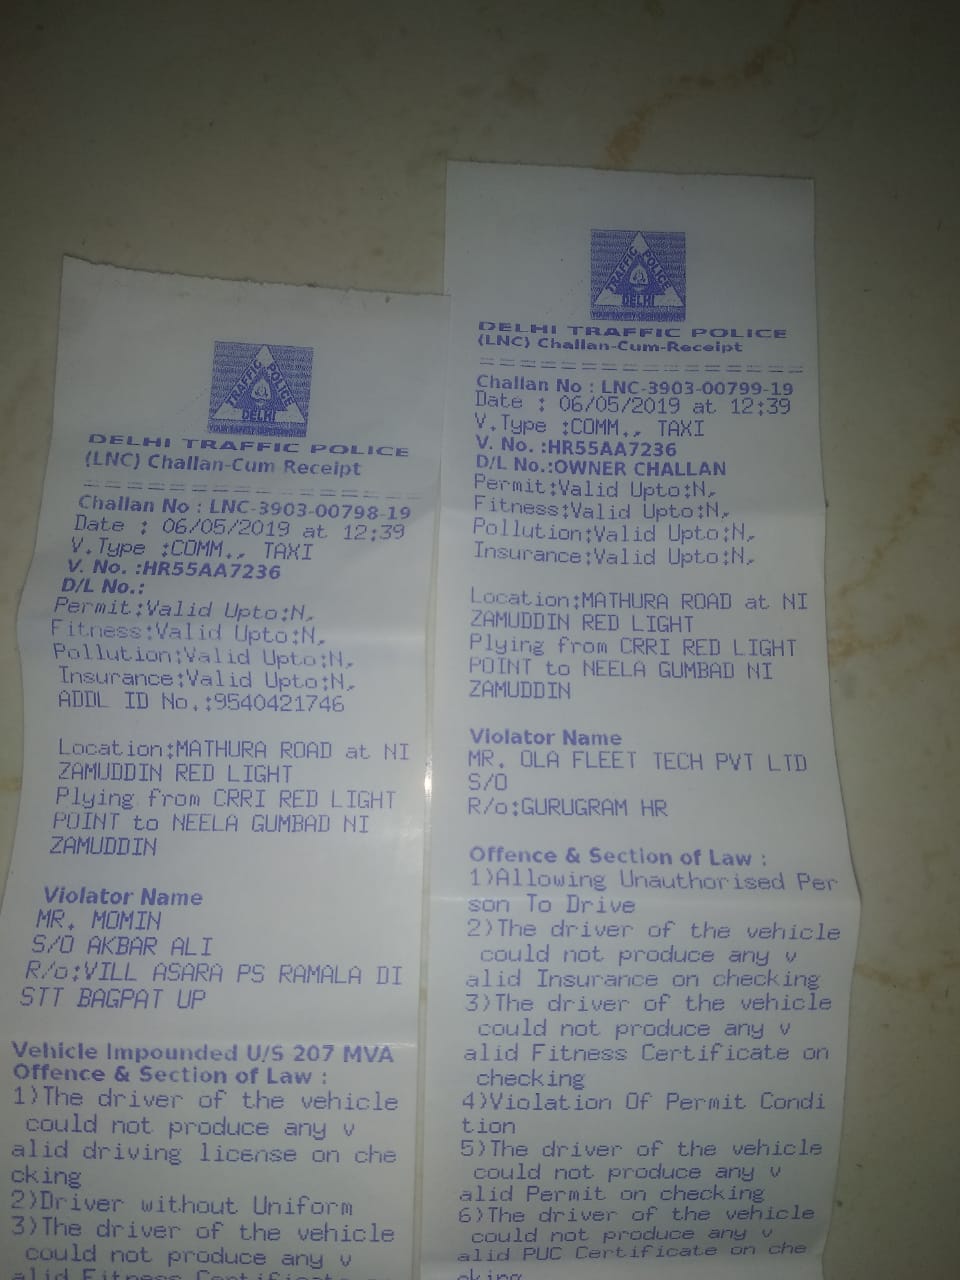 TRAFFIC POLICE
DELHI
DELHI TRAFFIC POLICE
(LNC) Challan-Cum Receipt
Challan No : LNC-3903-00798-19
Date : 06/05/2019 at 12:39
V.Type :COMM., TAXI
V. No. :HR55AA7236
D/L No.:
Permit:Valid Upto:N.
Fitness:Valid Upto:N.
Pollution:Valid Upto:N.
Insurance:Valid Upto:N.
ADDL ID No.:9540421746
Location:MATHURA ROAD at NI
ZAMUDDIN RED LIGHT
Plying from CRRI RED LIGHT
POINT to NEELA GUMBAD NI
ZAMUDDIN
Violator Name
MR. MOMIN
S/O AKBAR ALI
R/o:VILL ASARA PS RAMALA DI
STT BAGPAT UP
Vehicle Impounded U/S 207 MVA
Offence & Section of Law :
1)The driver of the vehicle
could not produce any v
alid driving license on che
cking
2)Driver without Uniform
3)The driver of the vehicle
could not produce any v
alid Fitness Certificate
TRAFFIC POLICE
DELHI
DELHI TRAFFIC POLICE
(LNC) Challan-Cum-Receipt
Challan No : LNC-3903-00799-19
Date : 06/05/2019 at 12:39
V.Type :COMM., TAXI
V. No. :HR55AA7236
D/L No.:OWNER CHALLAN
Permit:Valid Upto:N.
Fitness:Valid Upto:N.
Pollution:Valid Upto:N.
Insurance:Valid Upto:N.
Location:MATHURA ROAD at NI
ZAMUDDIN RED LIGHT
Plying from CRRI RED LIGHT
POINT to NEELA GUMBAD NI
ZAMUDDIN
Violator Name
MR. OLA FLEET TECH PVT LTD
S/O
R/o:GURUGRAM HR
Offence & Section of Law :
1)Allowing Unauthorised Per
son To Drive
2)The driver of the vehicle
could not produce any v
alid Insurance on checking
3)The driver of the vehicle
could not produce any v
alid Fitness Certificate on
checking
4)Violation Of Permit Condi
tion
5)The driver of the vehicle
could not produce any v
alid Permit on checking
6)The driver of the vehicle
could not produce any v
alid PUC Certificate on che
cking